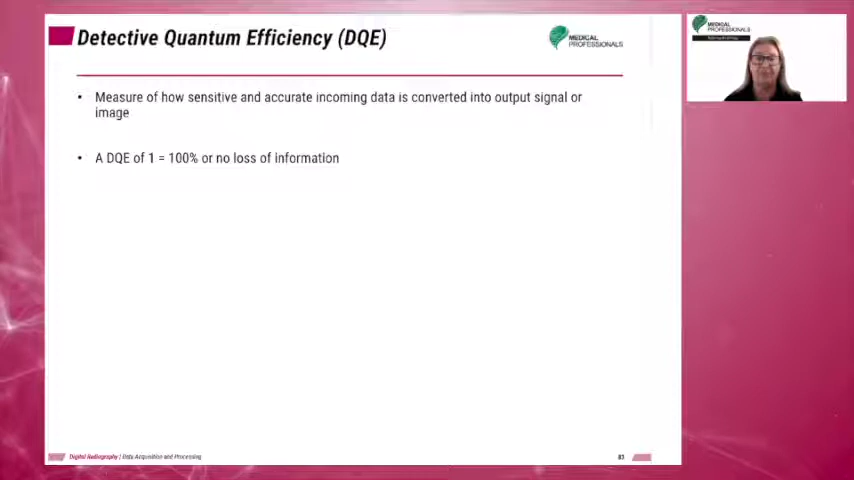 Detective Quantum Efficiency (DQE)
MEDICAL
PROFESSIONALS
MEDICAL
PROFESSIONALS
• Measure of how sensitive and accurate incoming data is converted into output signal or
image
• A DQE of 1 = 100% or no loss of information
Digital Radiography | Data Acquisition and Processing